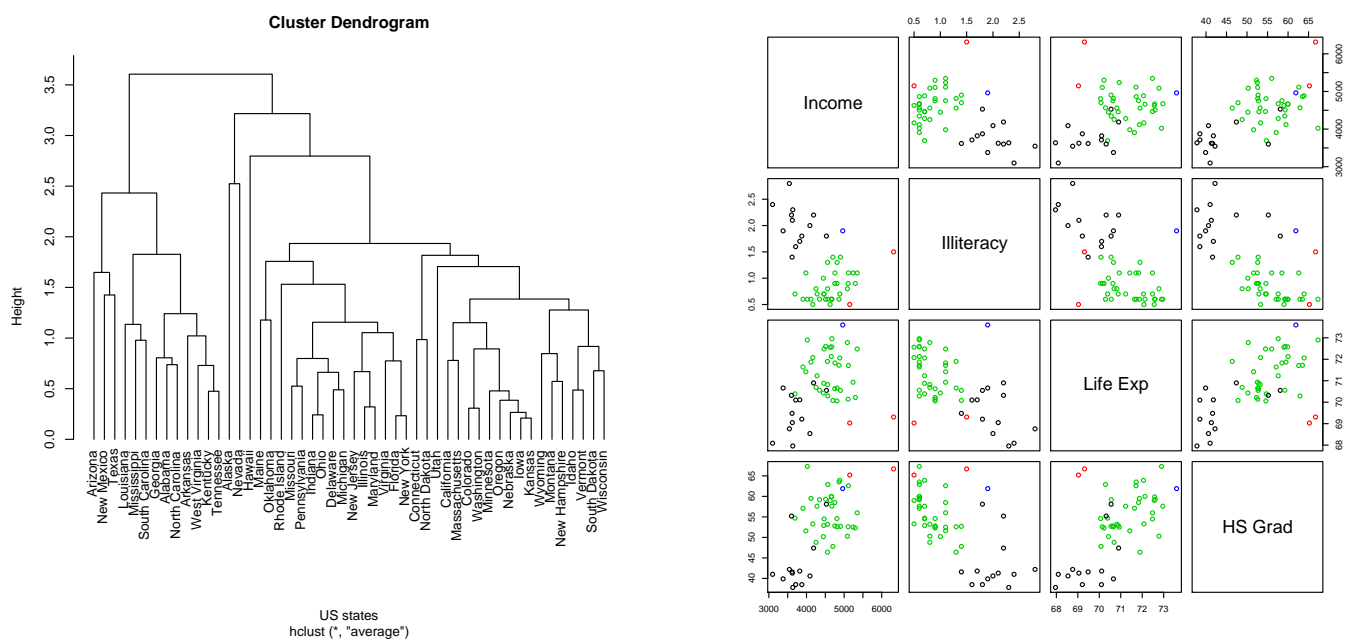 Cluster Dendrogram
Height
0.0
0.5
1.0
1.5
2.0
2.5
3.0
3.5
Arizona
New Mexico
Texas
Louisiana
Mississippi
South Carolina
Georgia
Alabama
North Carolina
Arkansas
West Virginia
Kentucky
Tennessee
Alaska
Nevada
Hawaii
Maine
Oklahoma
Rhode Island
Missouri
Pennsylvania
Indiana
Ohio
Delaware
Michigan
New Jersey
Illinois
Maryland
Virginia
Florida
New York
Connecticut
North Dakota
Utah
California
Massachusetts
Colorado
Washington
Minnesota
Oregon
Nebraska
Iowa
Kansas
Wyoming
Montana
New Hampshire
Idaho
Vermont
South Dakota
Wisconsin
US states
hclust (*, "average")
0.5 1.0 1.5 2.0 2.5
40 45 50 55 60 65
Income
3000 4000 5000 6000
0.5 1.0 1.5 2.0 2.5
Illiteracy
Life Exp
68 69 70 71 72 73
40 45 50 55 60 65
HS Grad
3000 4000 5000 6000
68 69 70 71 72 73